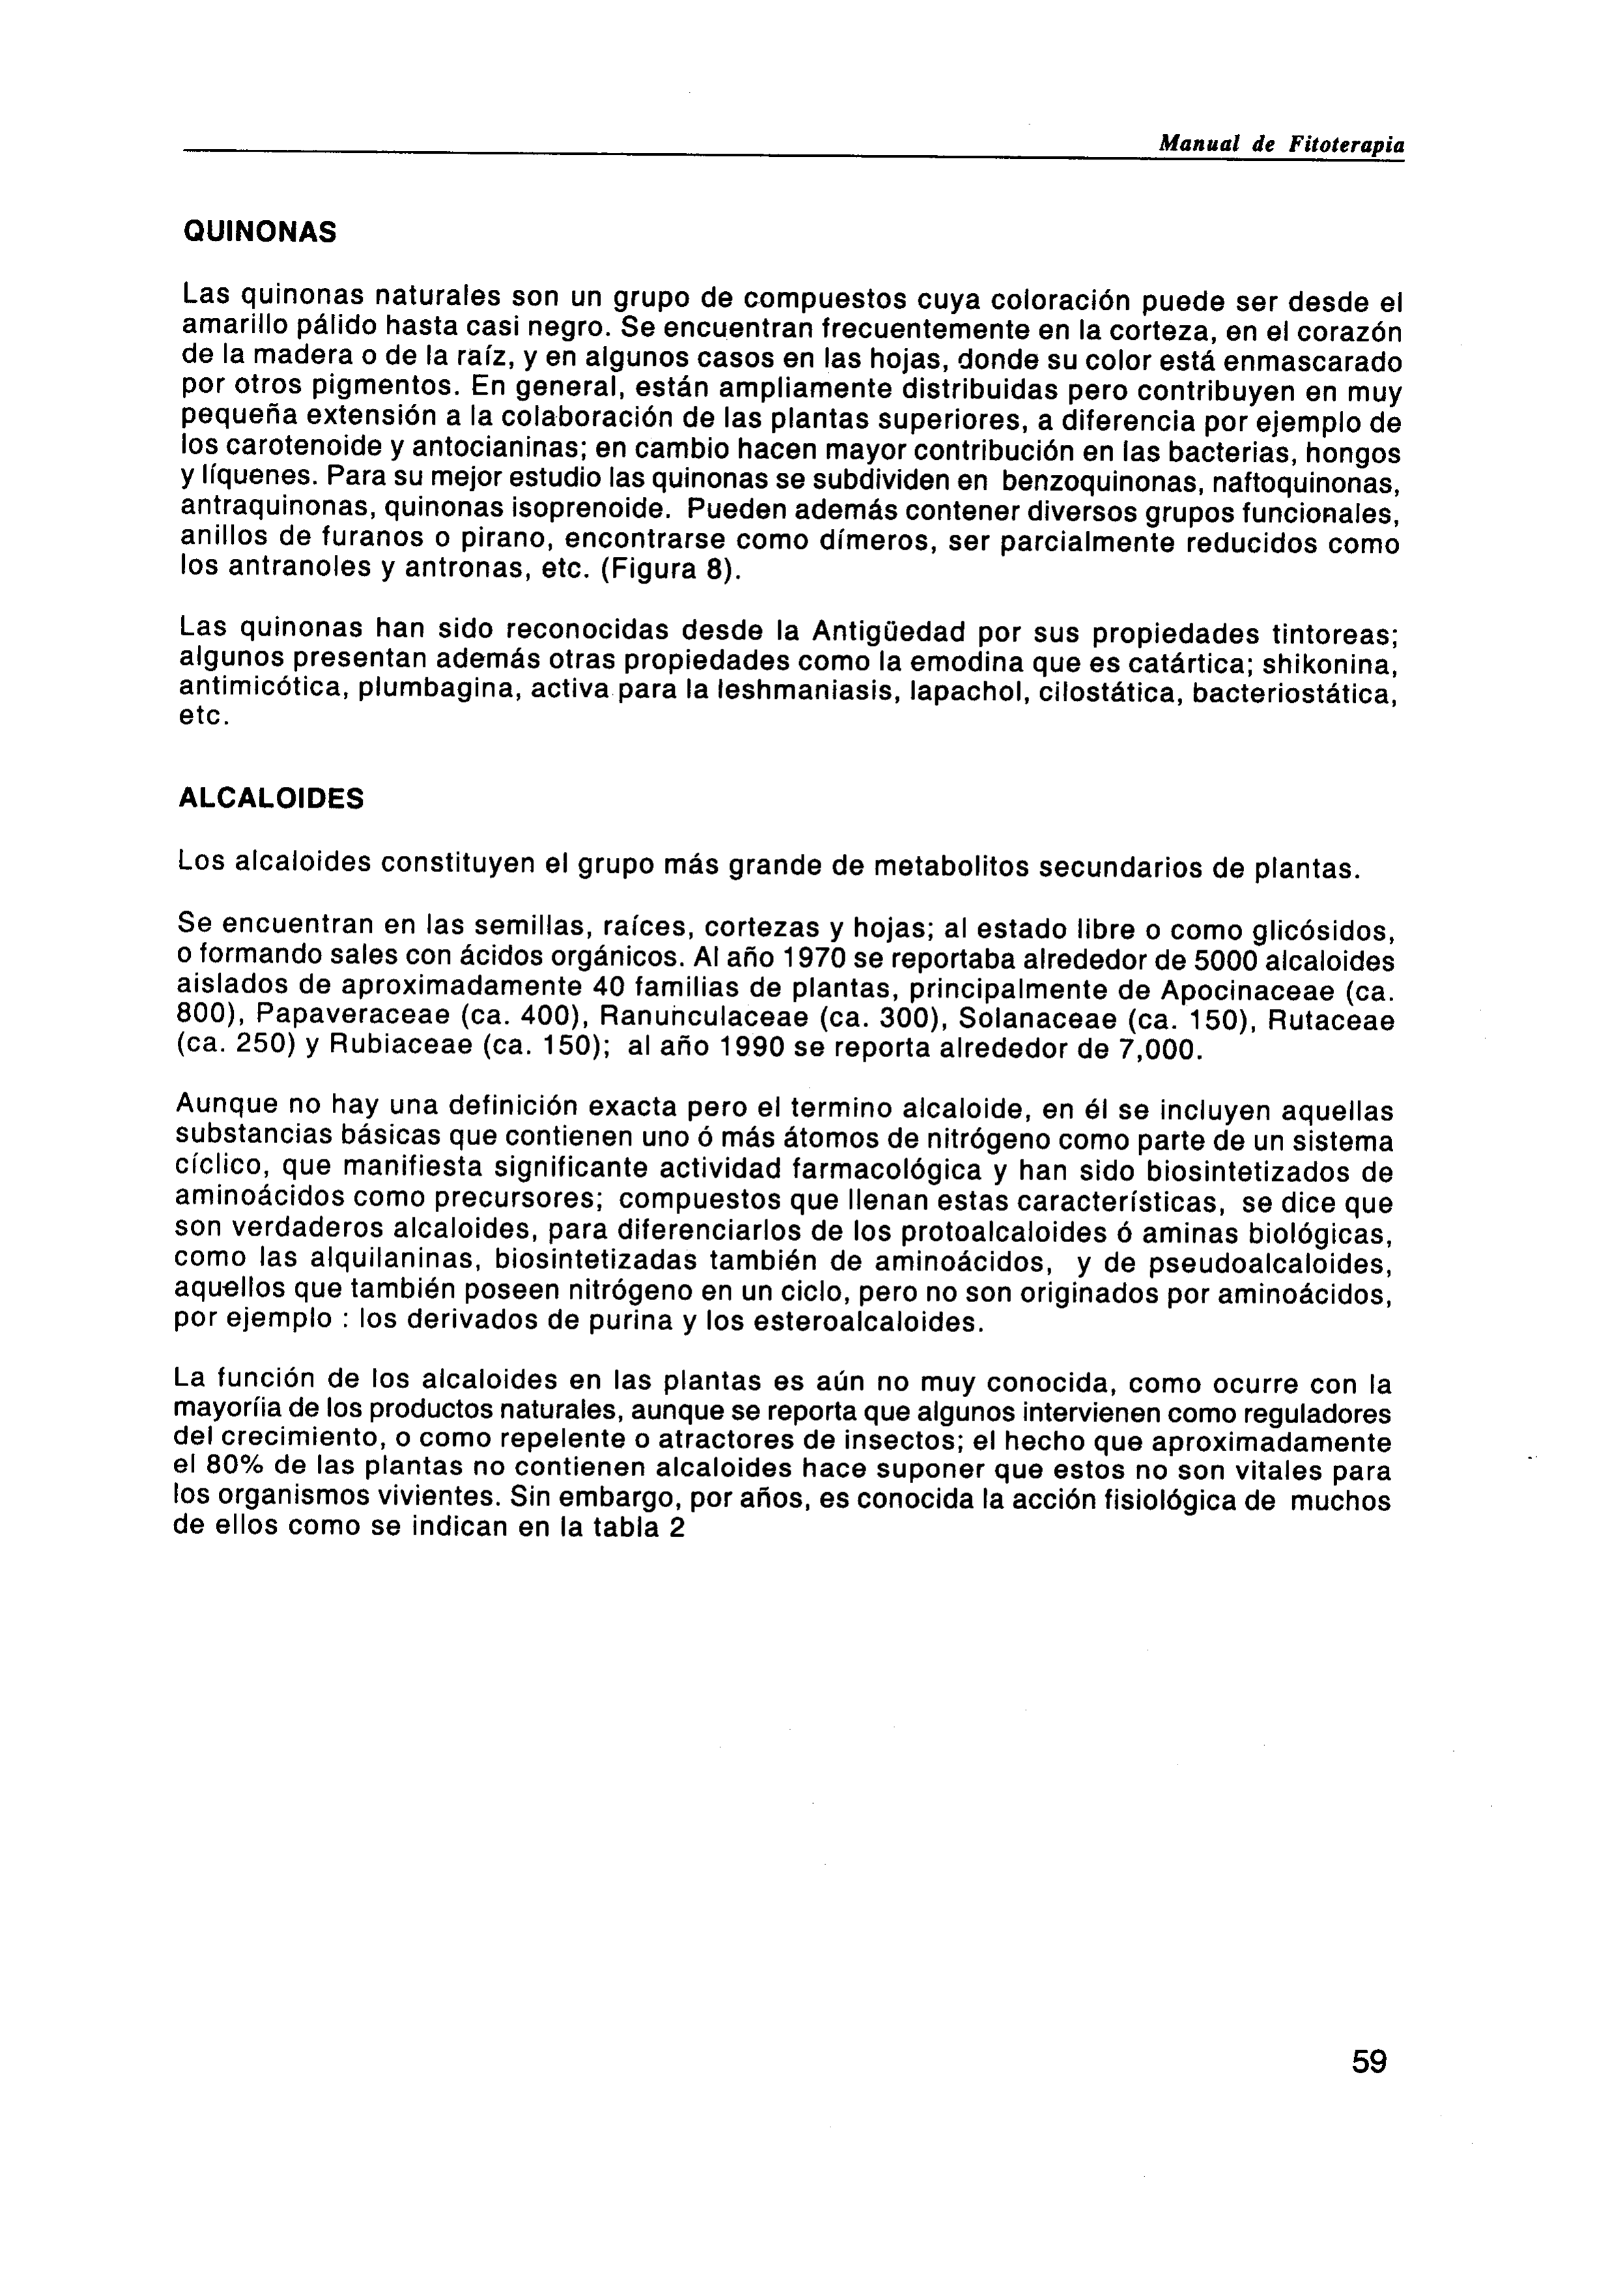 Manual de Fitoterapia
QUINONAS
Las quinonas naturales son un grupo de compuestos cuya coloración puede ser desde el
amarillo pálido hasta casi negro. Se encuentran frecuentemente en la corteza, en el corazón
de la madera o de la raíz, y en algunos casos en las hojas, donde su color está enmascarado
por otros pigmentos. En general, están ampliamente distribuidas pero contribuyen en muy
pequeña extensión a la colaboración de las plantas superiores, a diferencia por ejemplo de
los carotenoide y antocianinas; en cambio hacen mayor contribución en las bacterias, hongos
y líquenes. Para su mejor estudio las quinonas se subdividen en benzoquinonas, naftoquinonas,
antraquinonas, quinonas isoprenoide. Pueden además contener diversos grupos funcionales,
anillos de furanos o pirano, encontrarse como dímeros, ser parcialmente reducidos como
los antranoles y antronas, etc. (Figura 8).
Las quinonas han sido reconocidas desde la Antigüedad por sus propiedades tintoreas;
algunos presentan además otras propiedades como la emodina que es catártica; shikonina,
antimicótica, plumbagina, activa para la leshmaniasis, lapachol, cilostática, bacteriostática,
etc.
ALCALOIDES
Los alcaloides constituyen el grupo más grande de metabolitos secundarios de plantas.
Se encuentran en las semillas, raíces, cortezas y hojas; al estado libre o como glicósidos,
o formando sales con ácidos orgánicos. Al año 1970 se reportaba alrededor de 5000 alcaloides
aislados de aproximadamente 40 familias de plantas, principalmente de Apocinaceae (ca.
800), Papaveraceae (ca. 400), Ranunculaceae (ca. 300), Solanaceae (ca. 150), Rutaceae
(ca. 250) y Rubiaceae (ca. 150); al año 1990 se reporta alrededor de 7,000.
Aunque no hay una definición exacta pero el termino alcaloide, en él se incluyen aquellas
substancias básicas que contienen uno ó más átomos de nitrógeno como parte de un sistema
cíclico, que manifiesta significante actividad farmacológica y han sido biosintetizados de
aminoácidos como precursores; compuestos que llenan estas características, se dice que
son verdaderos alcaloides, para diferenciarlos de los protoalcaloides ó aminas biológicas,
como las alquilaninas, biosintetizadas también de aminoácidos, y de pseudoalcaloides,
aquellos que también poseen nitrógeno en un ciclo, pero no son originados por aminoácidos,
por ejemplo : los derivados de purina y los esteroalcaloides.
La función de los alcaloides en las plantas es aún no muy conocida, como ocurre con la
mayoríia de los productos naturales, aunque se reporta que algunos intervienen como reguladores
del crecimiento, o como repelente o atractores de insectos; el hecho que aproximadamente
el 80% de las plantas no contienen alcaloides hace suponer que estos no son vitales para
los organismos vivientes. Sin embargo, por años, es conocida la acción fisiológica de muchos
de ellos como se indican en la tabla 2
59